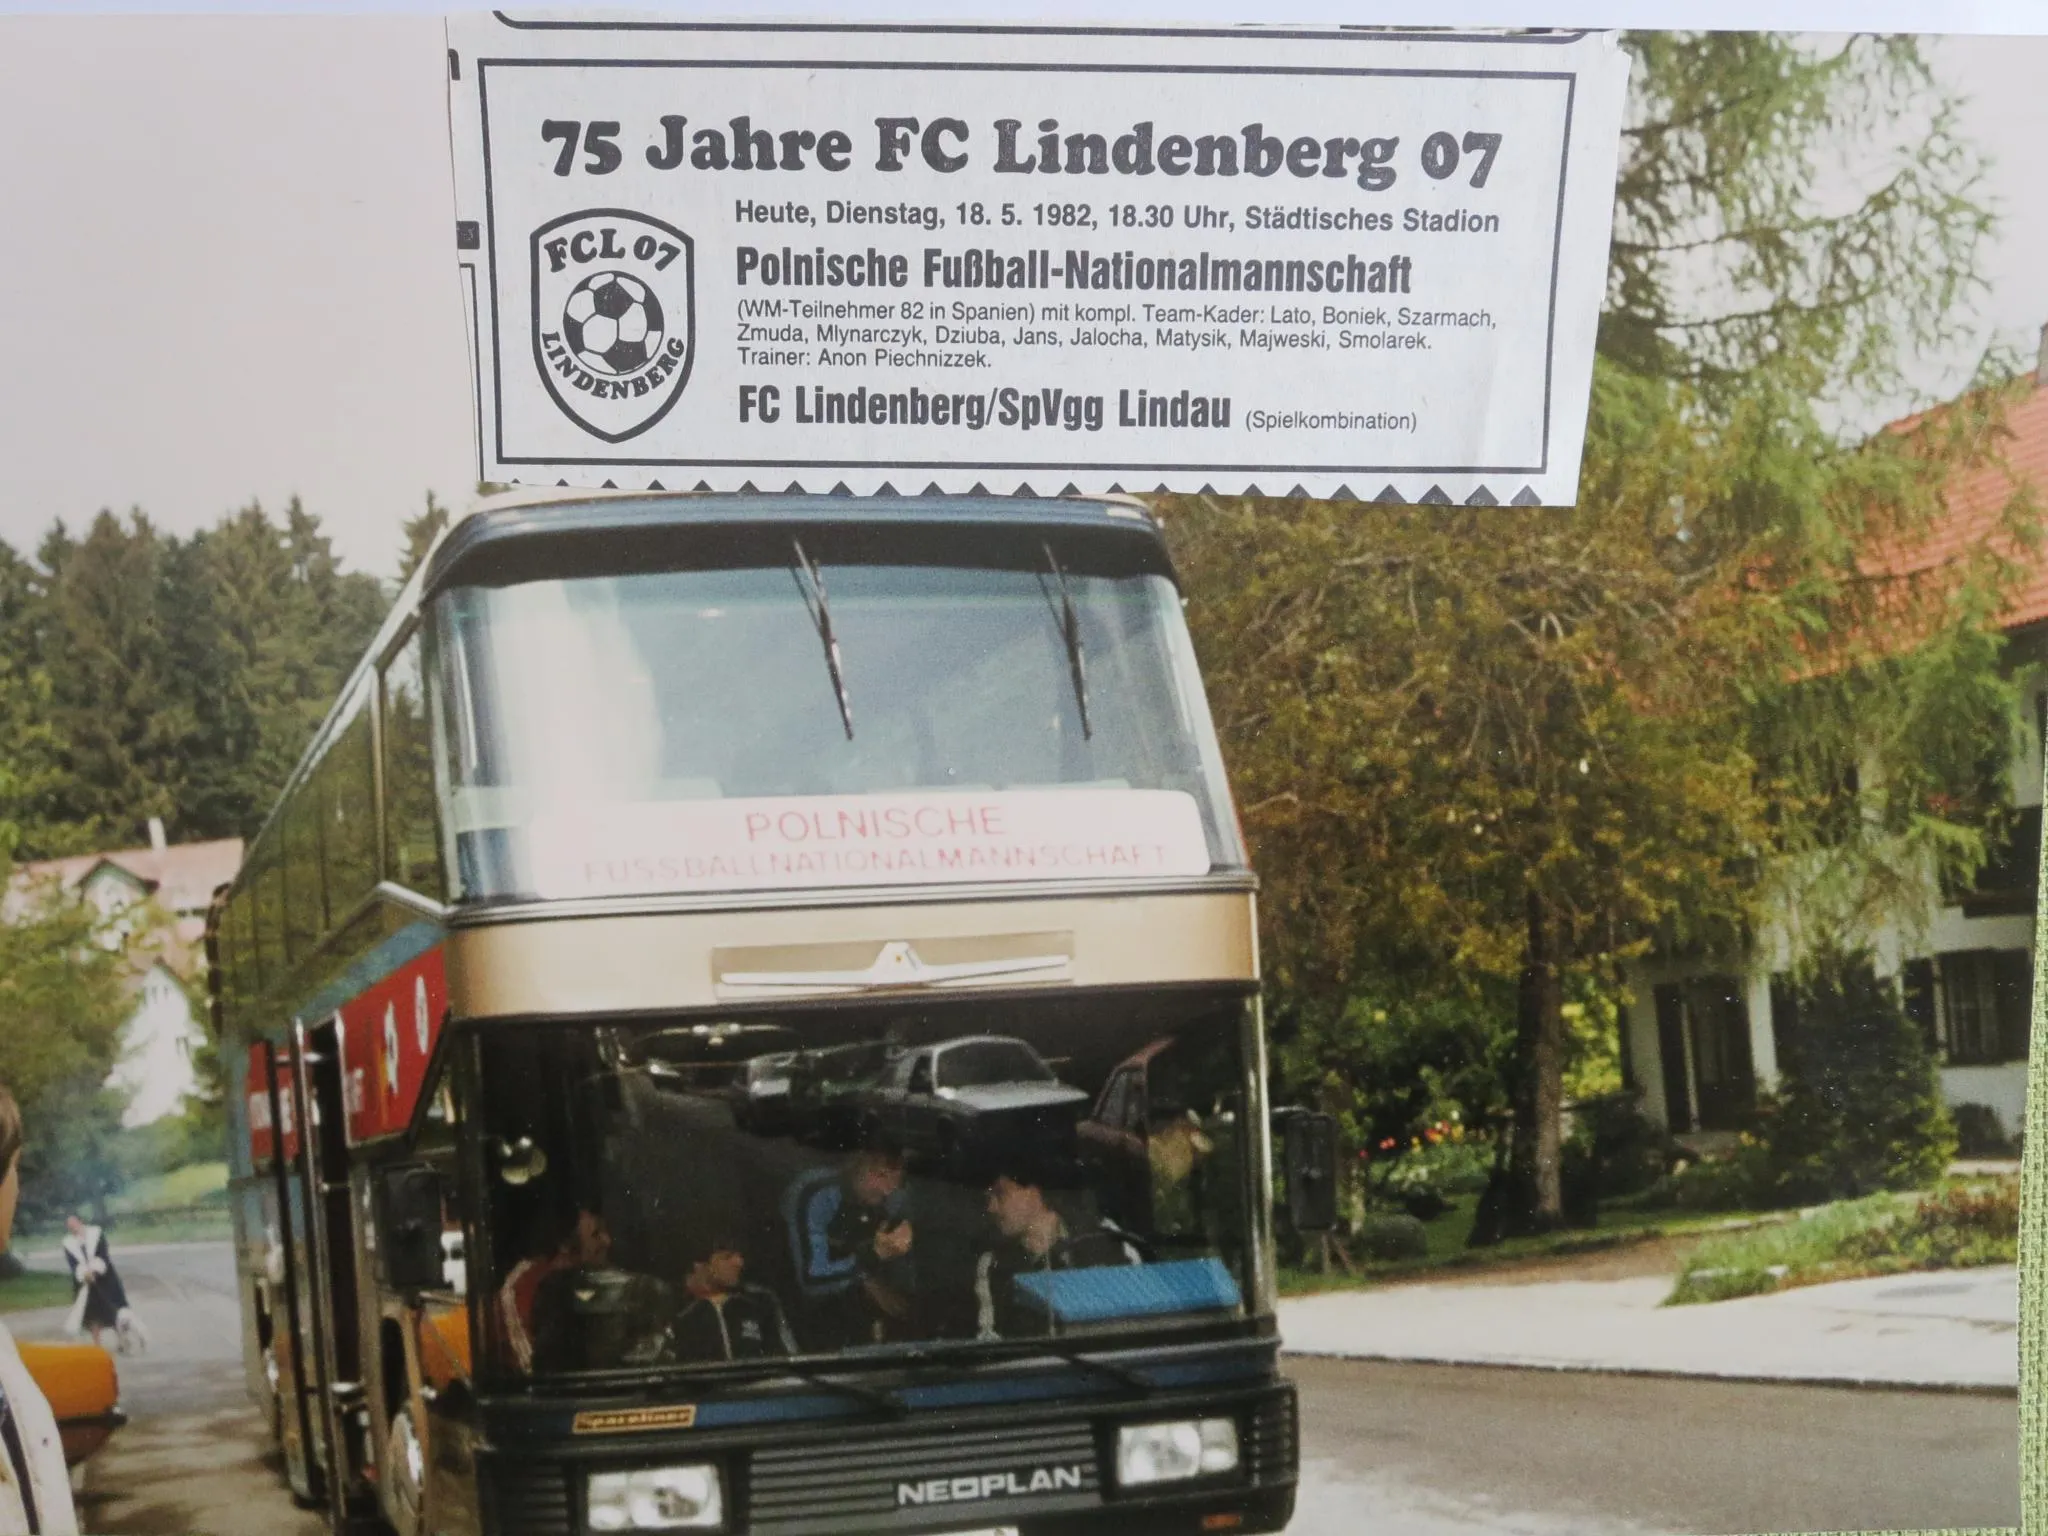 75 Jahre FC Lindenberg 07
Heute, Dienstag, 18. 5. 1982, 18.30 Uhr, Städtisches Stadion
FCL 07
LINDENBERG
Polnische Fußball-Nationalmannschaft
(WM-Teilnehmer 82 in Spanien) mit kompl. Team-Kader: Lato, Boniek, Szarmach,
Zmuda, Mlynarczyk, Dziuba, Jans, Jalocha, Matysik, Majweski, Smolarek.
Trainer: Anon Piechnizzek.
FC Lindenberg/SpVgg Lindau (Spielkombination)
POLNISCHE
FUSSBALLNATIONALMANNSCHAFT
Spaceliner
NEOPLAN